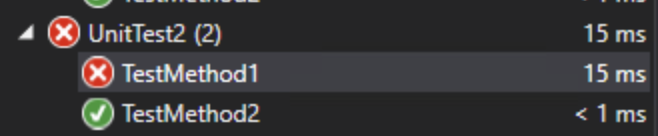 UnitTest2 (2) 15 ms
TestMethod1 15 ms
TestMethod2 < 1 ms